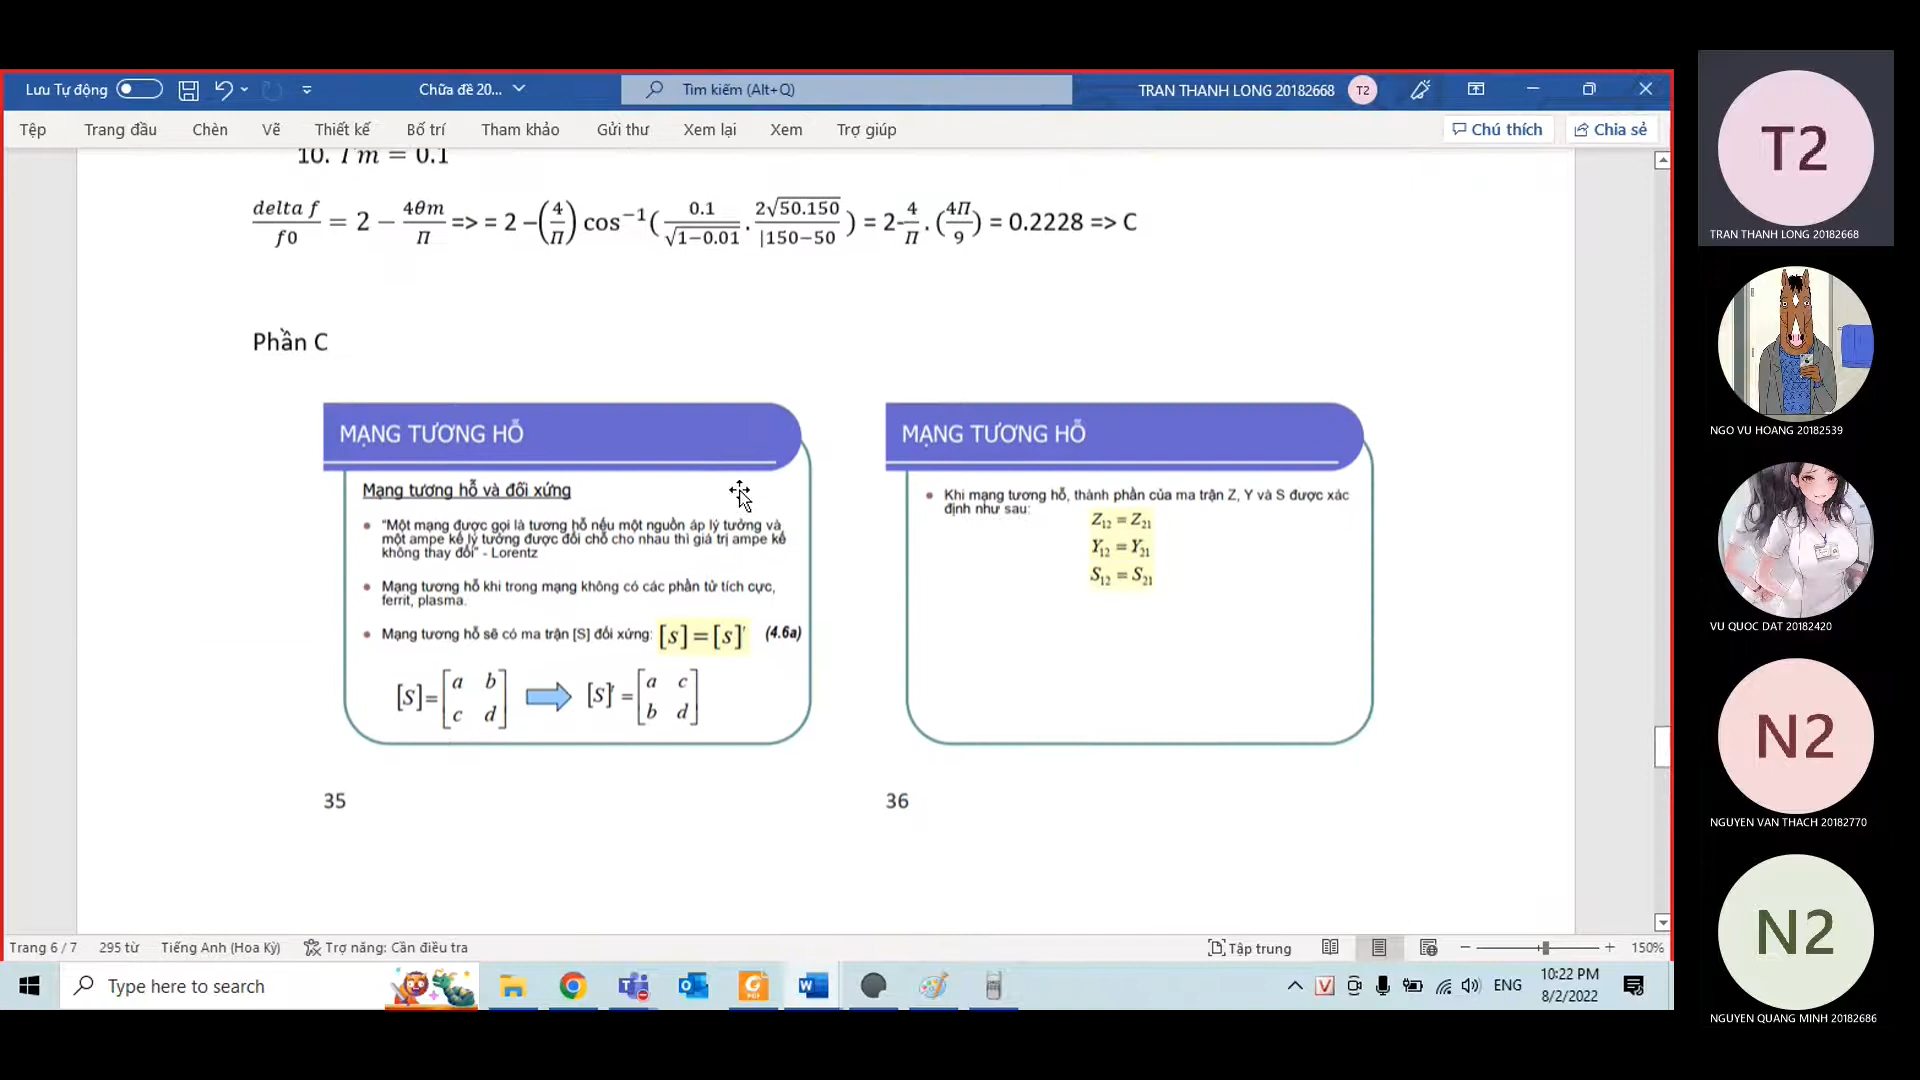 Lưu Tự động
Chữa đề 20...
Tìm kiếm (Alt+Q)
TRAN THANH LONG 20182668
T2
Tệp
Trang đầu
Chèn
Vẽ
Thiết kế
Bố trí
Tham khảo
Gửi thư
Xem lại
Xem
Trợ giúp
Chú thích
Chia sẻ
10. Γm = 0.1
delta f / f0 = 2 − 4θm / Π => = 2 −(4/Π) cos⁻¹( 0.1/√1−0.01 . 2√50.150 / |150−50 ) = 2- 4/Π . (4Π/9) = 0.2228 => C
Phần C
MẠNG TƯƠNG HỖ
Mạng tương hỗ và đối xứng
• "Một mạng được gọi là tương hỗ nếu một nguồn áp lý tưởng và
một ampe kế lý tưởng được đổi chỗ cho nhau thì giá trị ampe kế
không thay đổi" - Lorentz
• Mạng tương hỗ khi trong mạng không có các phần tử tích cực,
ferrit, plasma.
• Mạng tương hỗ sẽ có ma trận [S] đối xứng: [s] = [s]' (4.6a)
[S] = [a b; c d] [S]' = [a c; b d]
35
MẠNG TƯƠNG HỖ
• Khi mạng tương hỗ, thành phần của ma trận Z, Y và S được xác
định như sau:
Z₁₂ = Z₂₁
Y₁₂ = Y₂₁
S₁₂ = S₂₁
36
Trang 6 / 7
295 từ
Tiếng Anh (Hoa Kỳ)
Trợ năng: Cần điều tra
Tập trung
150%
Type here to search
ENG
10:22 PM
8/2/2022
T2
TRAN THANH LONG 20182668
NGO VU HOANG 20182539
VU QUOC DAT 20182420
N2
NGUYEN VAN THACH 20182770
N2
NGUYEN QUANG MINH 20182686